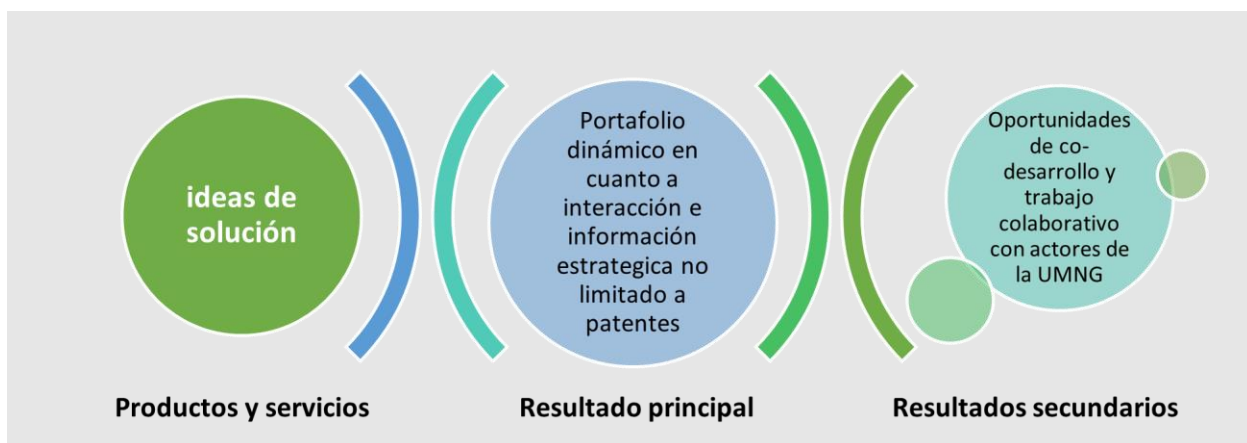 ideas de
solución
Portafolio
dinámico en
cuanto a
interacción e
información
estrategica no
limitado a
patentes
Oportunidades
de co-
desarrollo y
trabajo
colaborativo
con actores de
la UMNG
Productos y servicios
Resultado principal
Resultados secundarios